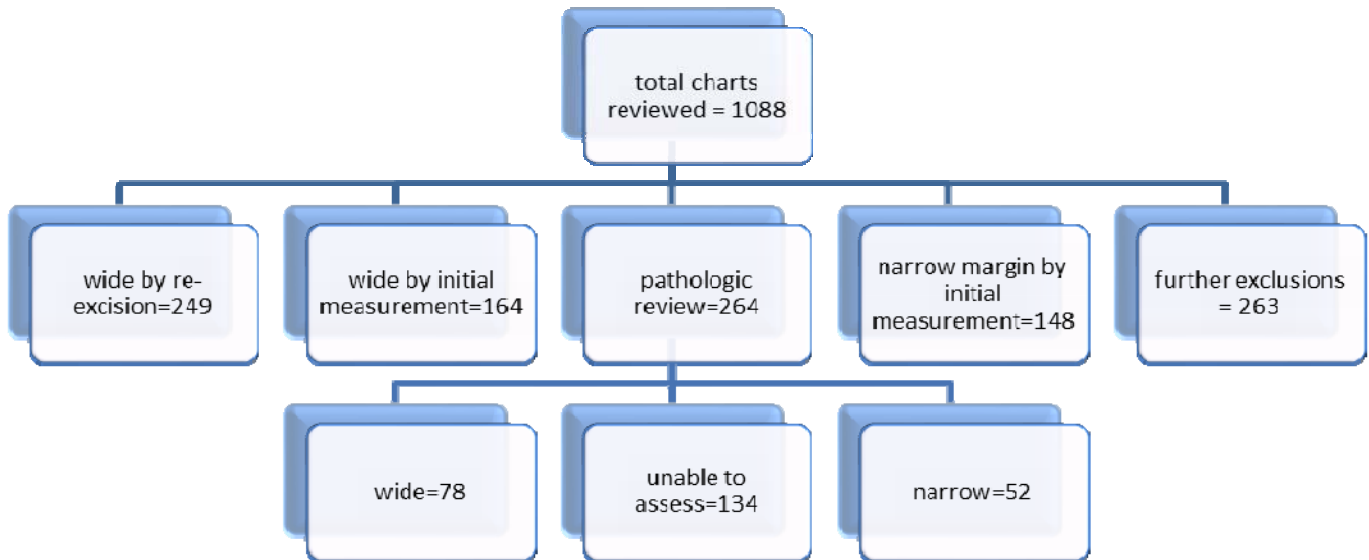 total charts
reviewed = 1088
wide by re-
excision=249
wide by initial
measurement=164
pathologic
review=264
narrow margin by
initial
measurement=148
further exclusions
= 263
wide=78
unable to
assess=134
narrow=52